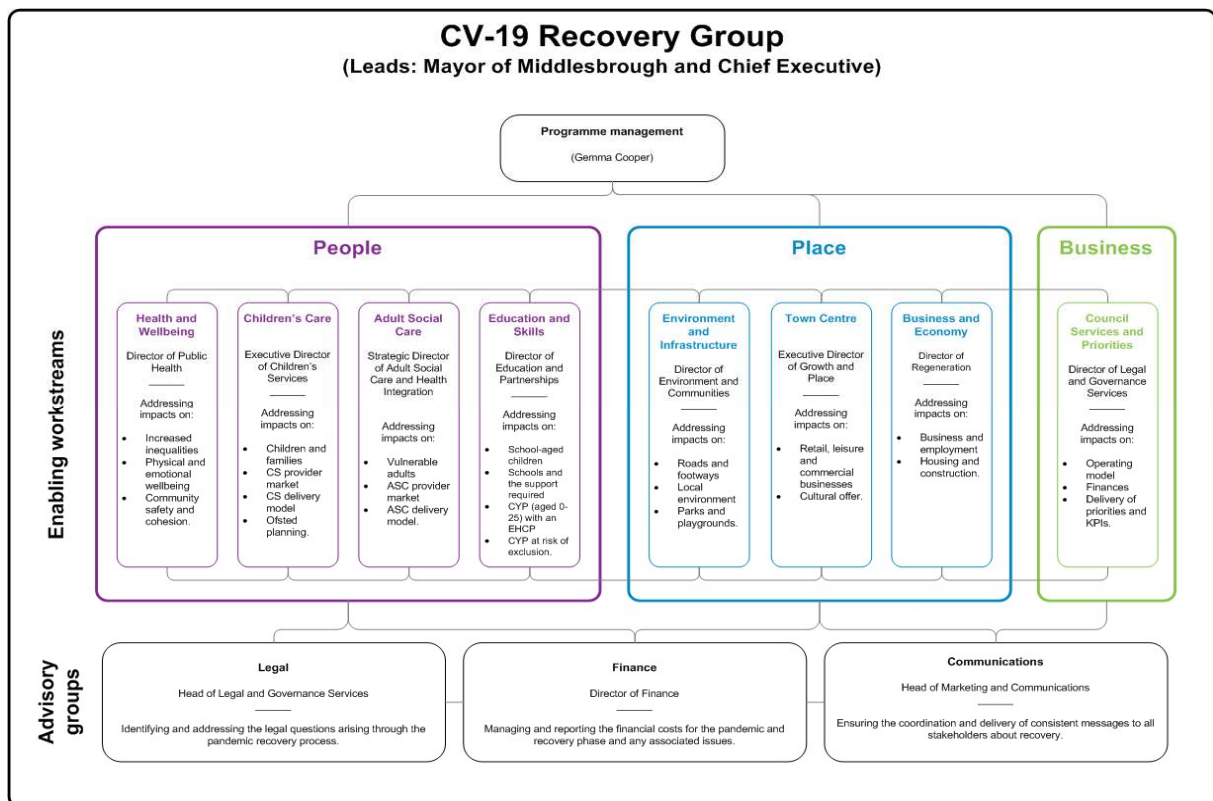 CV-19 Recovery Group
(Leads: Mayor of Middlesbrough and Chief Executive)
Programme management
(Gemma Cooper)
Enabling workstreams
People
Health and
Wellbeing
Director of Public
Health
Addressing
impacts on:
• Increased
inequalities
• Physical and
emotional
wellbeing
• Community
safety and
cohesion.
Children's Care
Executive Director
of Children's
Services
Addressing
impacts on:
• Children and
families
• CS provider
market
• CS delivery
model
• Ofsted
planning.
Adult Social
Care
Strategic Director
of Adult Social
Care and Health
Integration
Addressing
impacts on:
• Vulnerable
adults
• ASC provider
market
• ASC delivery
model.
Education and
Skills
Director of
Education and
Partnerships
Addressing
impacts on:
• School-aged
children
• Schools and
the support
required
• CYP (aged 0-
25) with an
EHCP
• CYP at risk of
exclusion.
Place
Environment
and
Infrastructure
Director of
Environment and
Communities
Addressing
impacts on:
• Roads and
footways
• Local
environment
• Parks and
playgrounds.
Town Centre
Executive Director
of Growth and
Place
Addressing
impacts on:
• Retail, leisure
and
commercial
businesses
• Cultural offer.
Business and
Economy
Director of
Regeneration
Addressing
impacts on:
• Business and
employment
• Housing and
construction.
Business
Council
Services and
Priorities
Director of Legal
and Governance
Services
Addressing
impacts on:
• Operating
model
• Finances
• Delivery of
priorities and
KPIs.
Advisory
groups
Legal
Head of Legal and Governance Services
Identifying and addressing the legal questions arising through the
pandemic recovery process.
Finance
Director of Finance
Managing and reporting the financial costs for the pandemic and
recovery phase and any associated issues.
Communications
Head of Marketing and Communications
Ensuring the coordination and delivery of consistent messages to all
stakeholders about recovery.